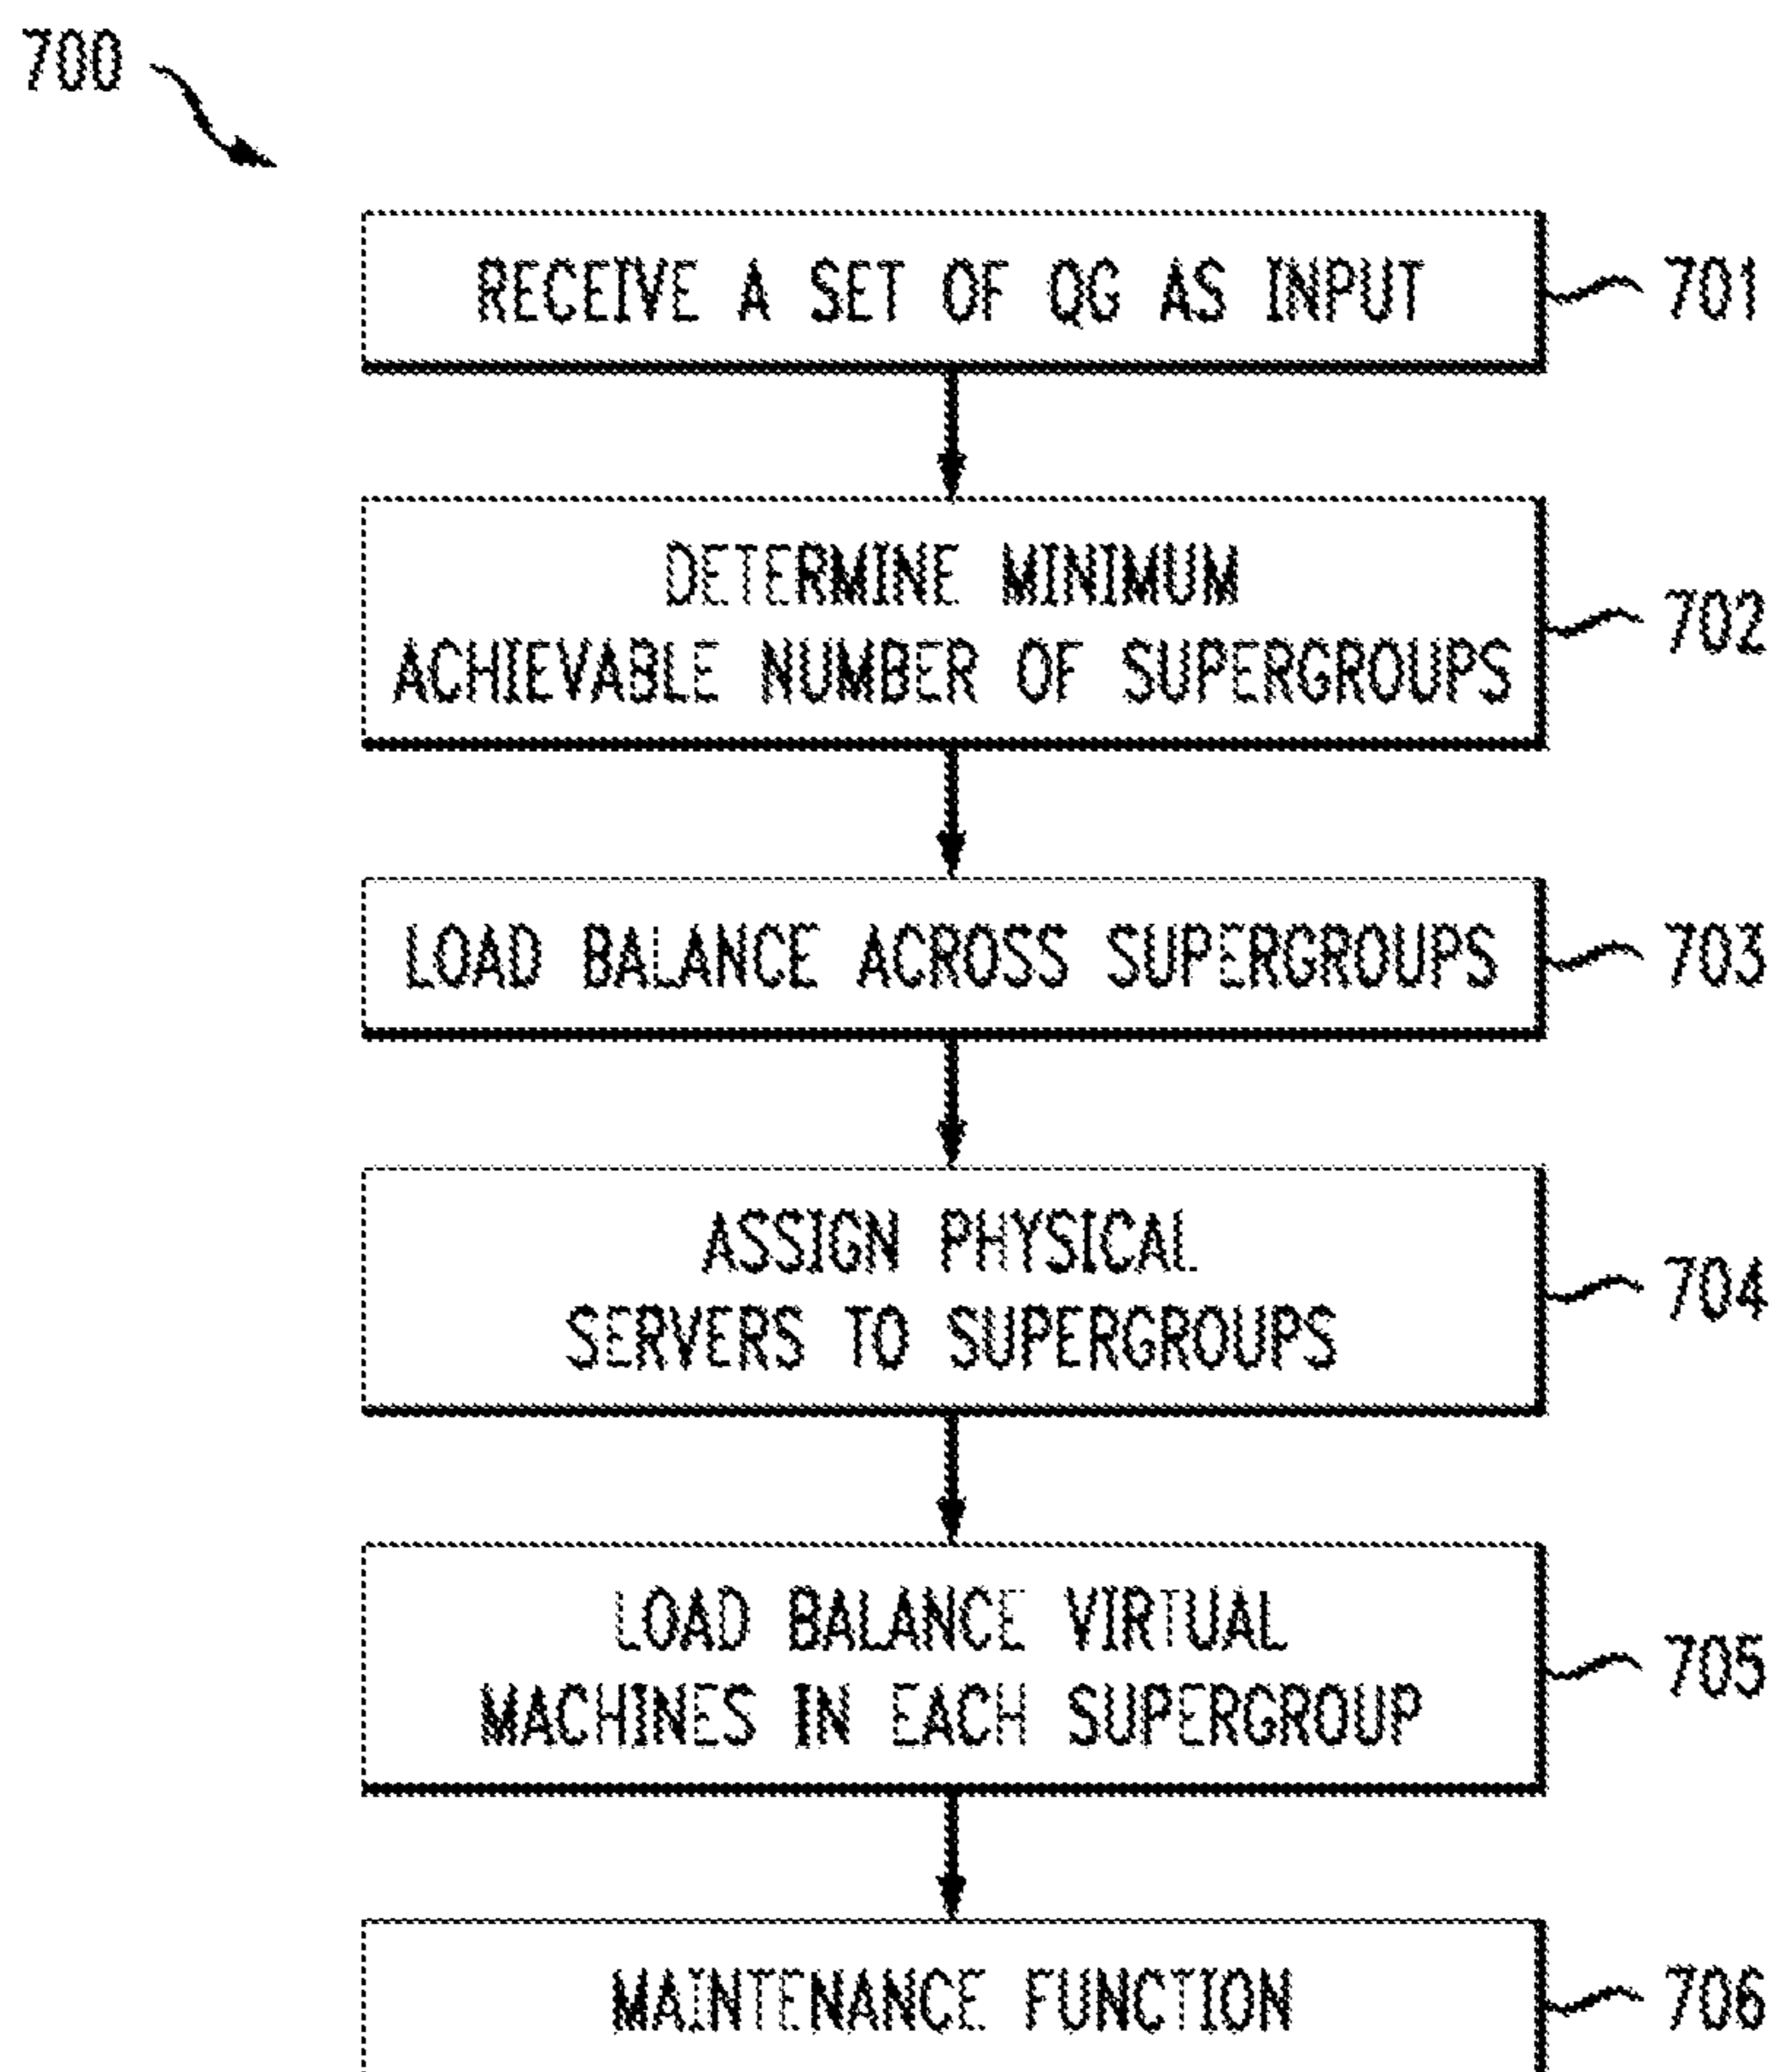 700
RECEIVE A SET OF QG AS INPUT
701
DETERMINE MINIMUM
ACHIEVABLE NUMBER OF SUPERGROUPS
702
LOAD BALANCE ACROSS SUPERGROUPS
703
ASSIGN PHYSICAL
SERVERS TO SUPERGROUPS
704
LOAD BALANCE VIRTUAL
MACHINES IN EACH SUPERGROUP
705
MAINTENANCE FUNCTION
706